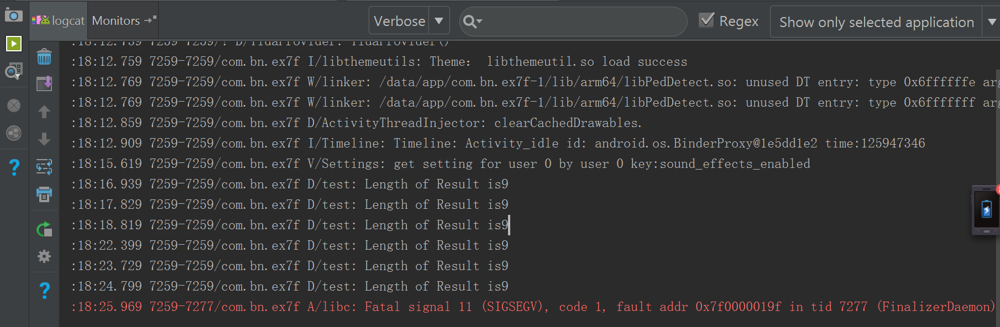 logcat Monitors Verbose Regex Show only selected application
:18:12.759 7259-7259/com.bn.ex7f I/libthemeutils: Theme： libthemeutil.so load success
:18:12.769 7259-7259/com.bn.ex7f W/linker: /data/app/com.bn.ex7f-1/lib/arm64/libPedDetect.so: unused DT entry: type 0x6ffffffe arg
:18:12.769 7259-7259/com.bn.ex7f W/linker: /data/app/com.bn.ex7f-1/lib/arm64/libPedDetect.so: unused DT entry: type 0x6fffffff arg
:18:12.859 7259-7259/com.bn.ex7f D/ActivityThreadInjector: clearCachedDrawables.
:18:12.909 7259-7259/com.bn.ex7f I/Timeline: Timeline: Activity_idle id: android.os.BinderProxy@1e5dd1e2 time:125947346
:18:15.619 7259-7259/com.bn.ex7f V/Settings: get setting for user 0 by user 0 key:sound_effects_enabled
:18:16.939 7259-7259/com.bn.ex7f D/test: Length of Result is9
:18:17.829 7259-7259/com.bn.ex7f D/test: Length of Result is9
:18:18.819 7259-7259/com.bn.ex7f D/test: Length of Result is9
:18:22.399 7259-7259/com.bn.ex7f D/test: Length of Result is9
:18:23.729 7259-7259/com.bn.ex7f D/test: Length of Result is9
:18:24.799 7259-7259/com.bn.ex7f D/test: Length of Result is9
:18:25.969 7259-7277/com.bn.ex7f A/libc: Fatal signal 11 (SIGSEGV), code 1, fault addr 0x7f0000019f in tid 7277 (FinalizerDaemon)